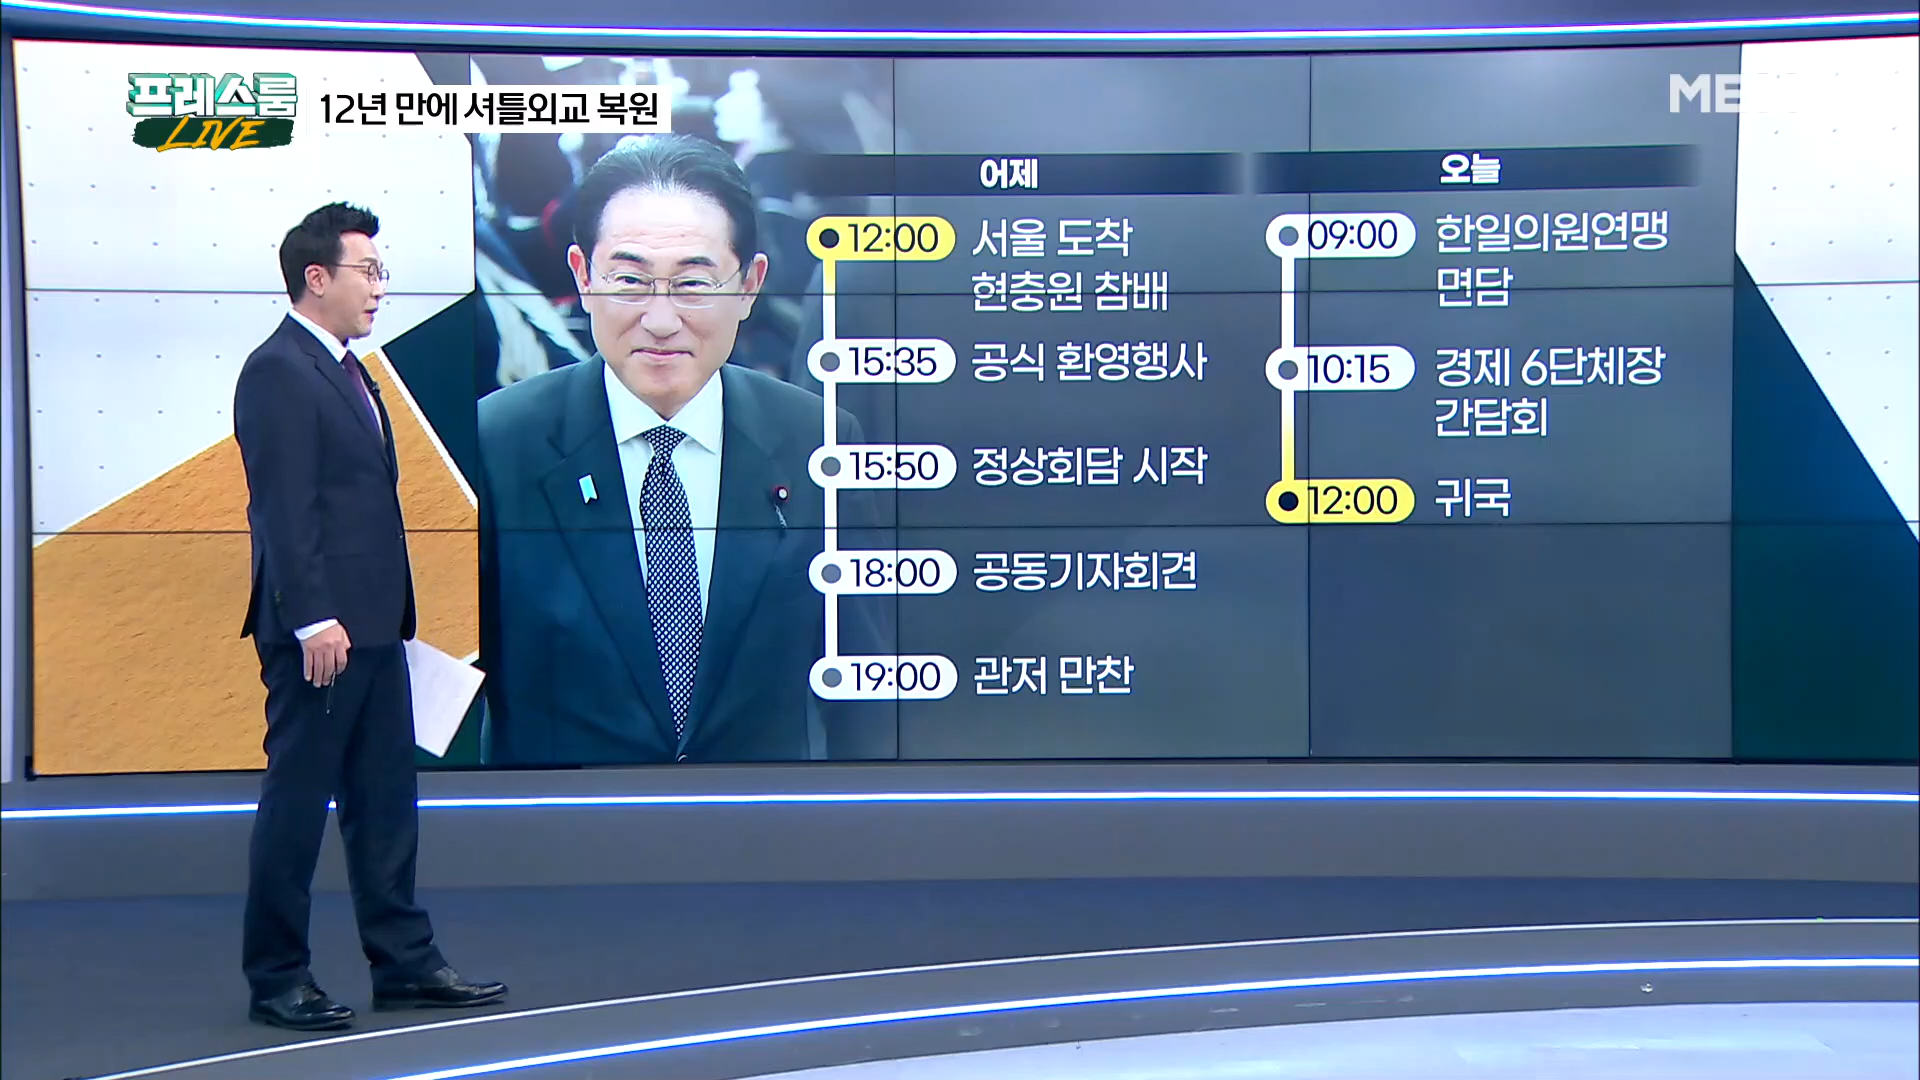 프레스룸
LIVE
12년 만에 셔틀외교 복원
어제
12:00 서울 도착
현충원 참배
15:35 공식 환영행사
15:50 정상회담 시작
18:00 공동기자회견
19:00 관저 만찬
오늘
09:00 한일의원연맹
면담
10:15 경제 6단체장
간담회
12:00 귀국